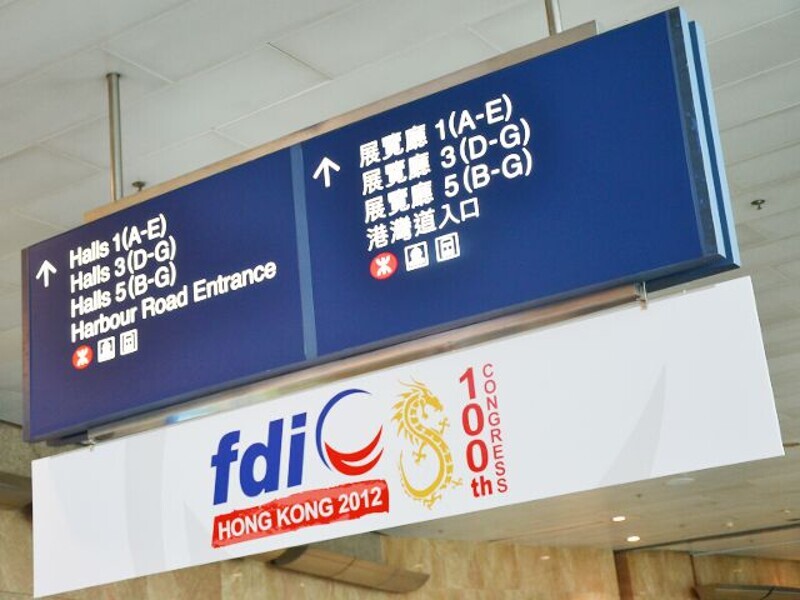 Halls 1(A-E)
Halls 3(D-G)
Halls 5(B-G)
Harbour Road Entrance
展覽廳 1(A-E)
展覽廳 3(D-G)
展覽廳 5(B-G)
港灣道入口
fdi
HONG KONG 2012
100th
CONGRESS